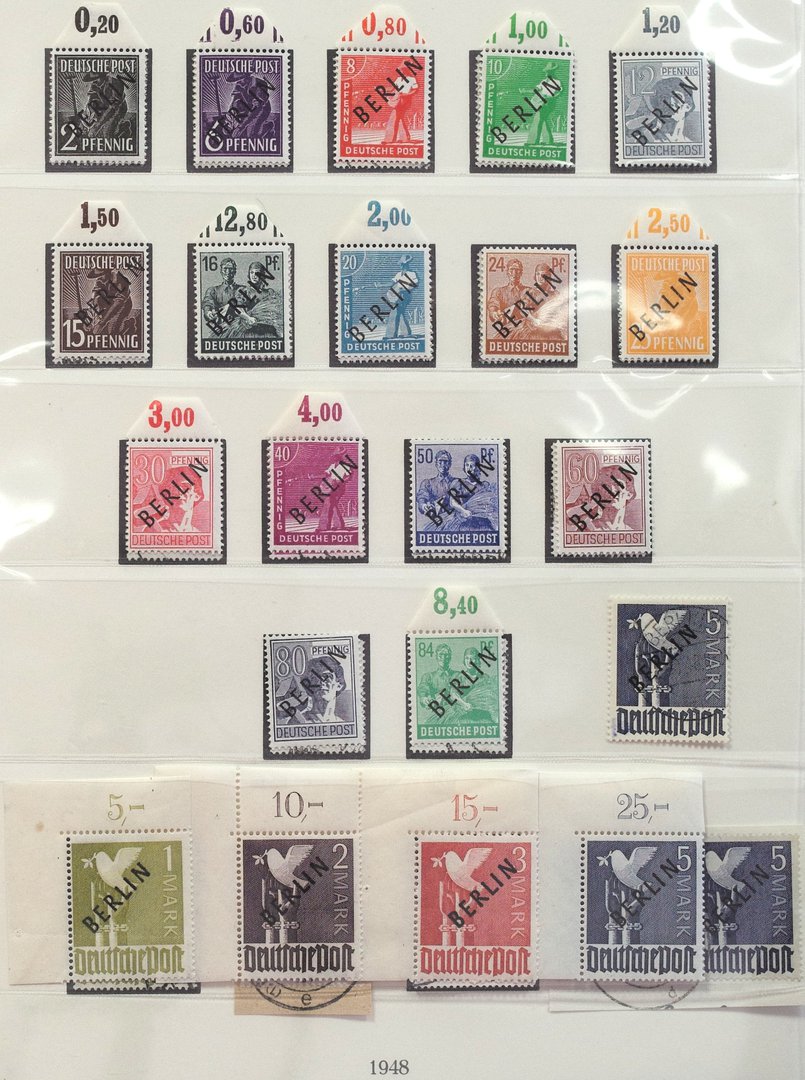 0,20 0,60 0,80 1,00 1,20
DEUTSCHE POST BERLIN 2 PFENNIG
DEUTSCHE POST BERLIN 6 PFENNIG
8 PFENNIG BERLIN DEUTSCHE POST
10 PFENNIG BERLIN DEUTSCHE POST
12 PFENNIG BERLIN DEUTSCHE POST
1,50 12,80 2,00 2,50
DEUTSCHE POST BERLIN 15 PFENNIG
16 Pf. BERLIN DEUTSCHE POST
20 PFENNIG BERLIN DEUTSCHE POST
24 Pf. BERLIN DEUTSCHE POST
DEUTSCHE POST BERLIN 25 PFENNIG
3,00 4,00
30 PFENNIG BERLIN DEUTSCHE POST
40 PFENNIG BERLIN DEUTSCHE POST
50 Pf. BERLIN DEUTSCHE POST
60 PFENNIG BERLIN DEUTSCHE POST
8,40
80 PFENNIG BERLIN DEUTSCHE POST
84 Pf. BERLIN DEUTSCHE POST
5 MARK BERLIN Deutsche Post
5,- 10,- 15,- 25,-
1 MARK BERLIN Deutsche Post
2 MARK BERLIN Deutsche Post
3 MARK BERLIN Deutsche Post
5 MARK BERLIN Deutsche Post
5 MARK BERLIN
e
d
1948